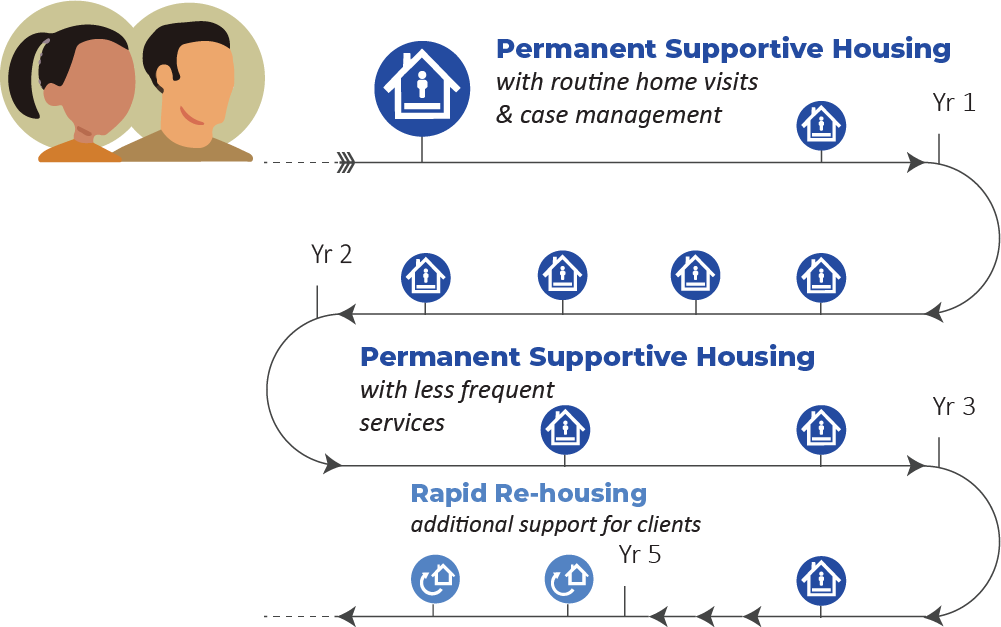 Permanent Supportive Housing
with routine home visits
& case management
Yr 1
Yr 2
Permanent Supportive Housing
with less frequent
services
Yr 3
Rapid Re-housing
additional support for clients
Yr 5